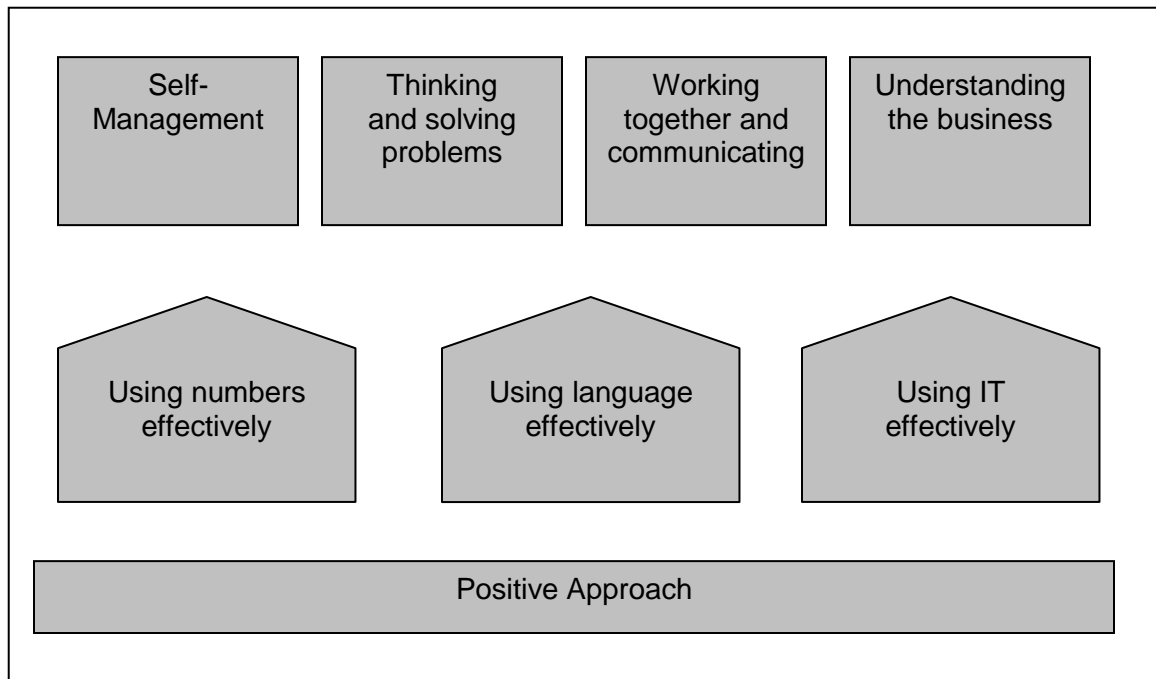 Self-
Management
Thinking
and solving
problems
Working
together and
communicating
Understanding
the business
Using numbers
effectively
Using language
effectively
Using IT
effectively
Positive Approach